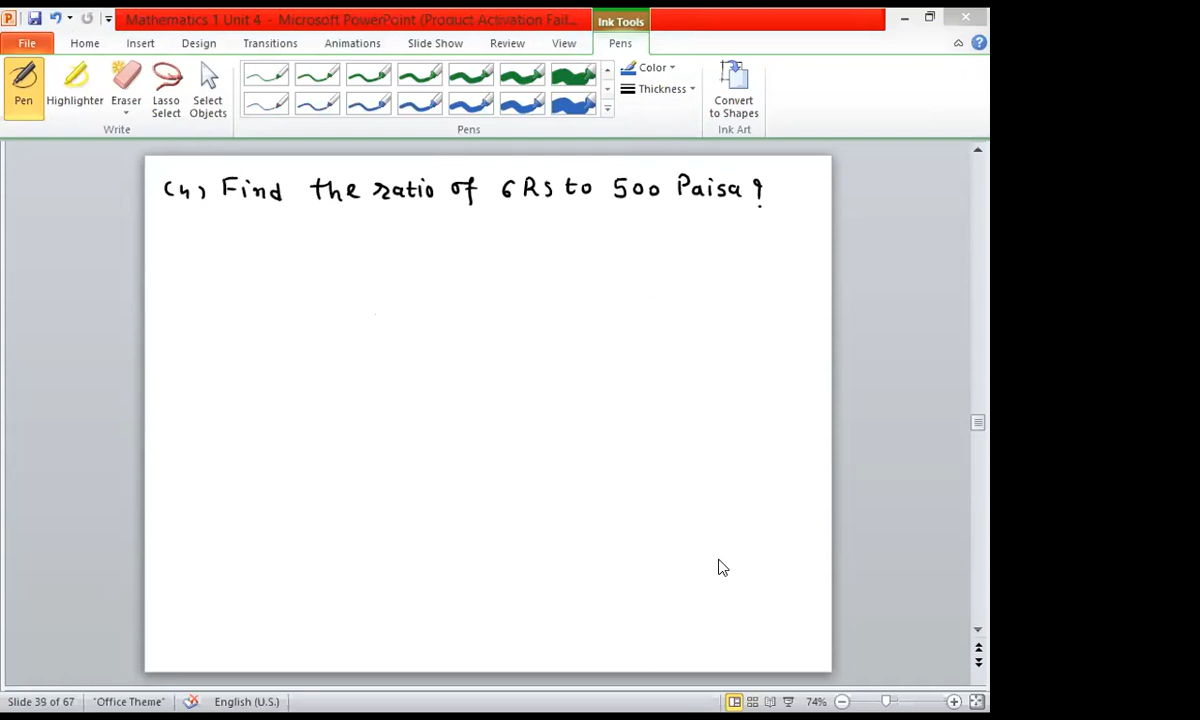 Mathematics 1 Unit 4 - Microsoft PowerPoint (Product Activation Fail...
Ink Tools
File Home Insert Design Transitions Animations Slide Show Review View Pens
Pen Highlighter Eraser Lasso Select Select Objects
Color
Thickness
Convert to Shapes
Write Pens Ink Art
(4) Find the ratio of 6 RS to 500 Paisa ?
Slide 39 of 67 "Office Theme" English (U.S.) 74%